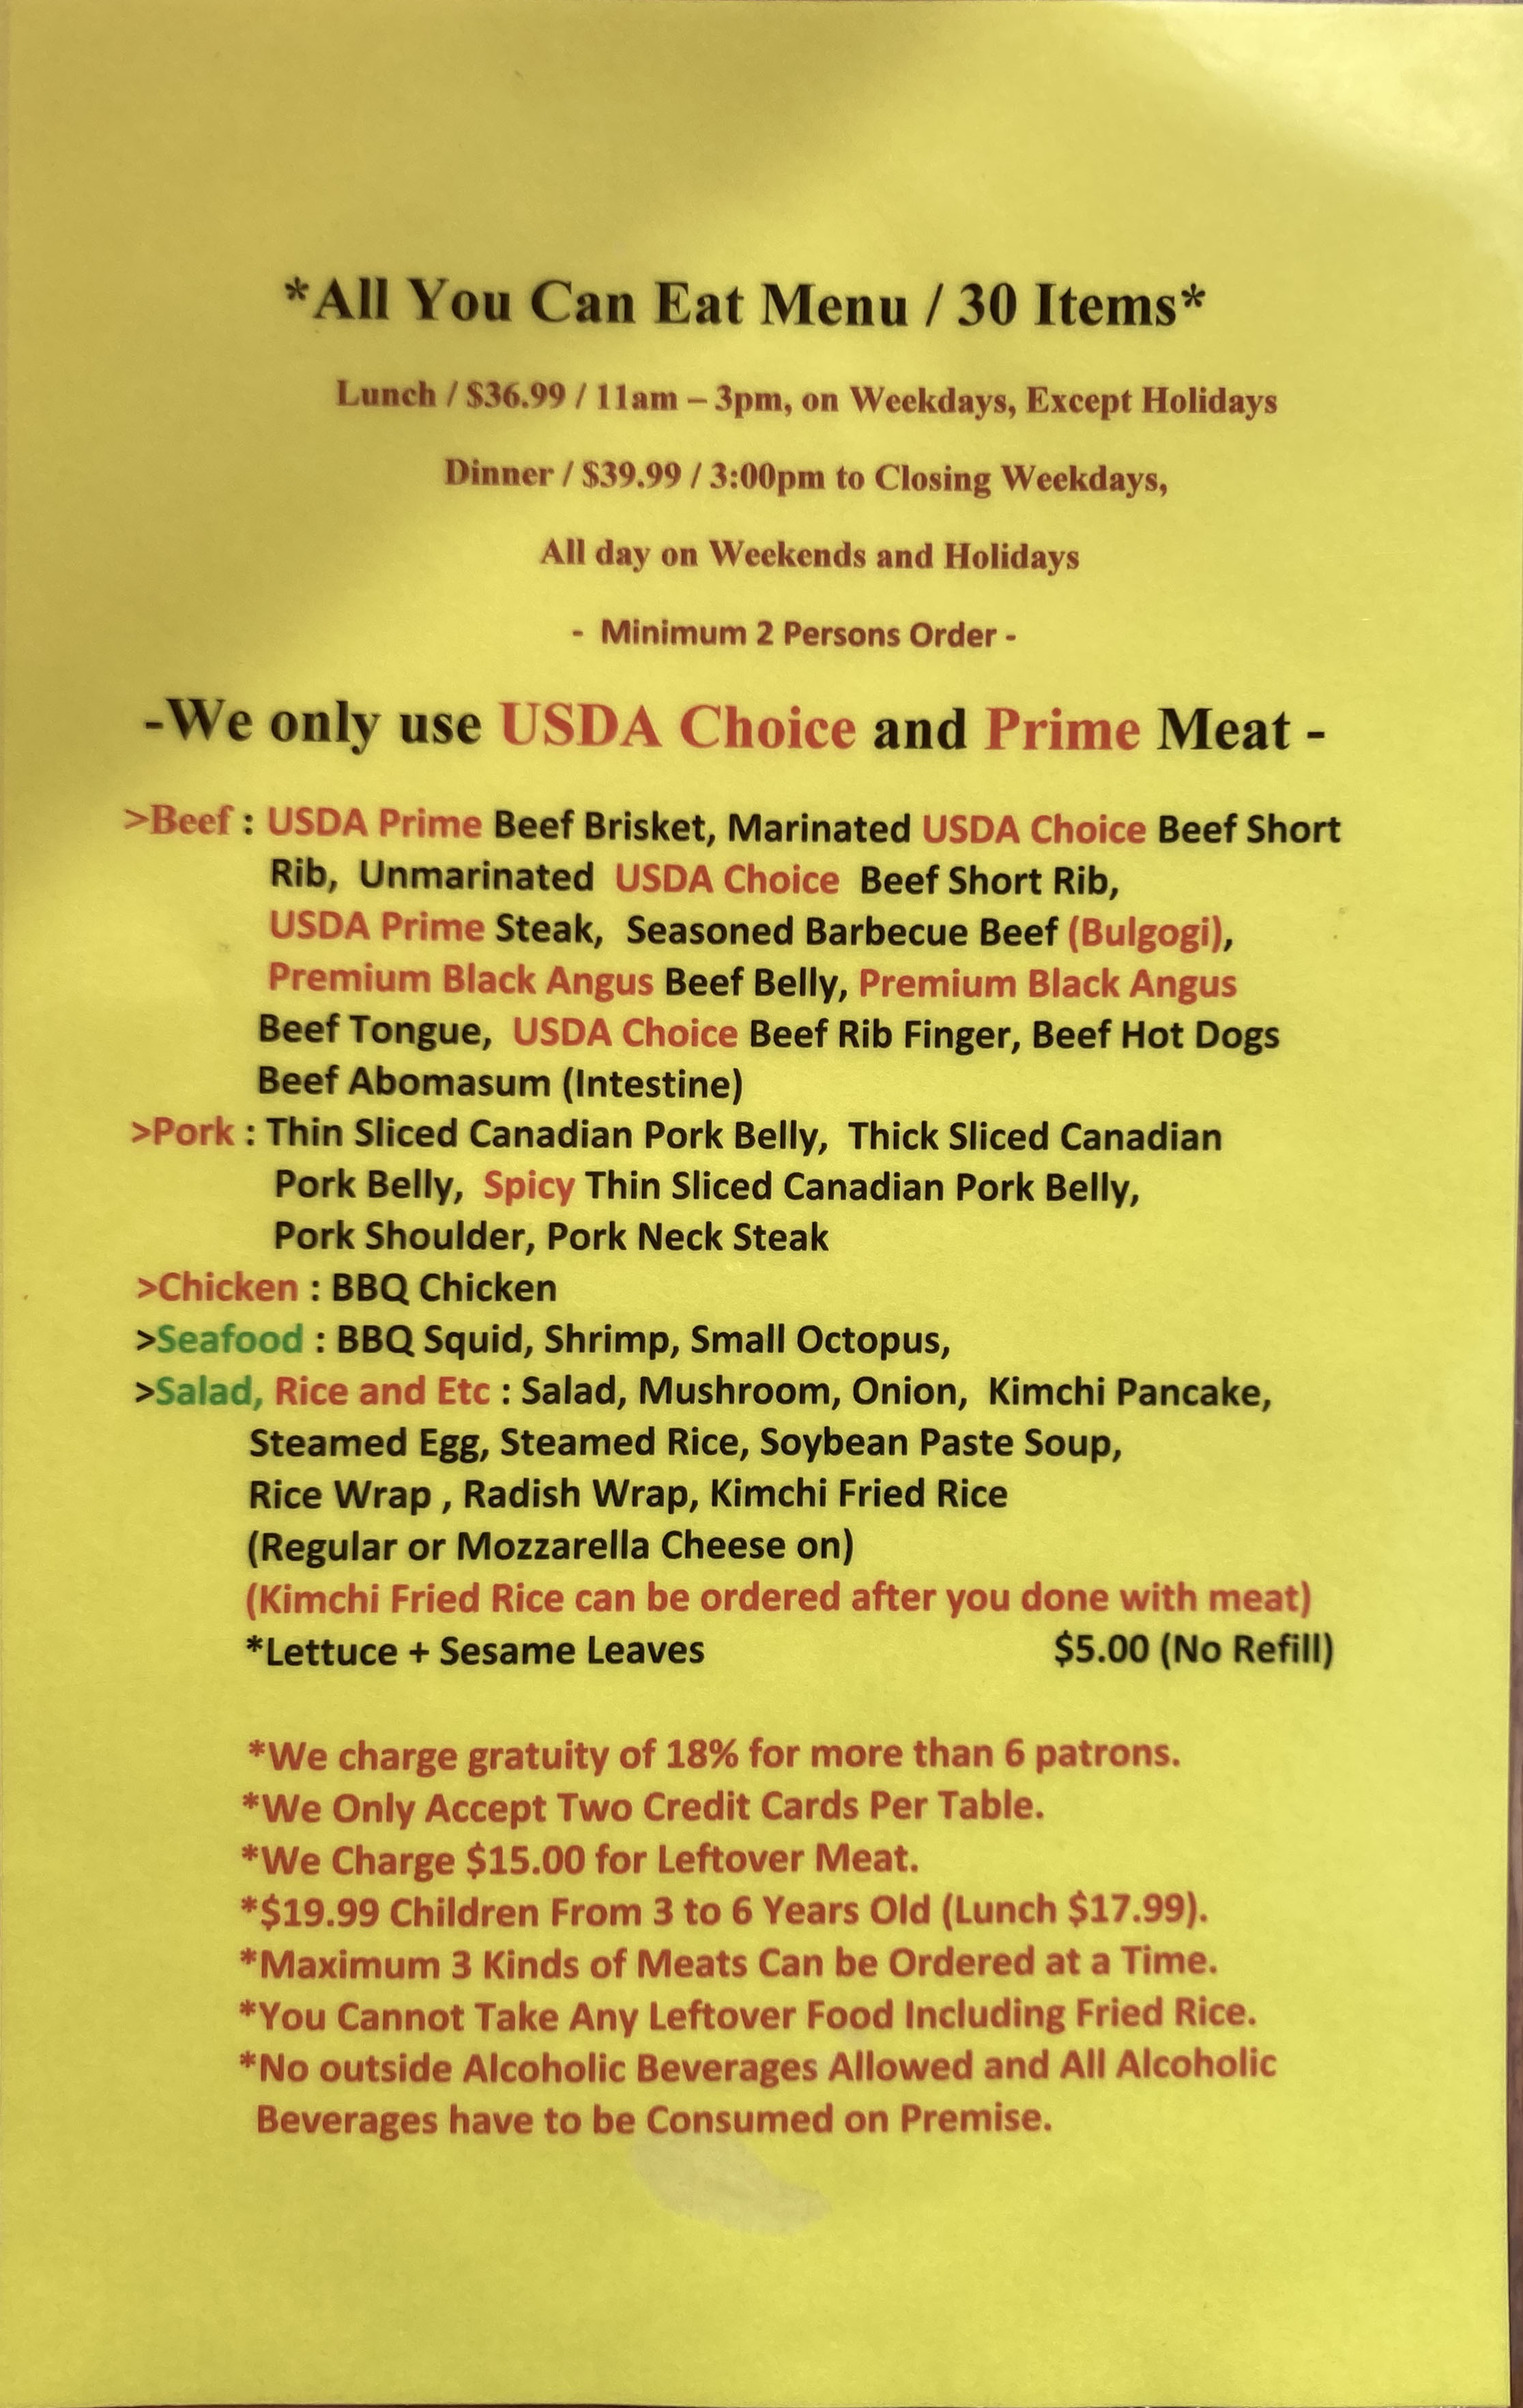 *All You Can Eat Menu / 30 Items*
Lunch / $36.99 / 11am – 3pm, on Weekdays, Except Holidays
Dinner / $39.99 / 3:00pm to Closing Weekdays,
All day on Weekends and Holidays
- Minimum 2 Persons Order -
-We only use USDA Choice and Prime Meat -
>Beef : USDA Prime Beef Brisket, Marinated USDA Choice Beef Short
Rib, Unmarinated USDA Choice Beef Short Rib,
USDA Prime Steak, Seasoned Barbecue Beef (Bulgogi),
Premium Black Angus Beef Belly, Premium Black Angus
Beef Tongue, USDA Choice Beef Rib Finger, Beef Hot Dogs
Beef Abomasum (Intestine)
>Pork : Thin Sliced Canadian Pork Belly, Thick Sliced Canadian
Pork Belly, Spicy Thin Sliced Canadian Pork Belly,
Pork Shoulder, Pork Neck Steak
>Chicken : BBQ Chicken
>Seafood : BBQ Squid, Shrimp, Small Octopus,
>Salad, Rice and Etc : Salad, Mushroom, Onion, Kimchi Pancake,
Steamed Egg, Steamed Rice, Soybean Paste Soup,
Rice Wrap , Radish Wrap, Kimchi Fried Rice
(Regular or Mozzarella Cheese on)
(Kimchi Fried Rice can be ordered after you done with meat)
*Lettuce + Sesame Leaves $5.00 (No Refill)
*We charge gratuity of 18% for more than 6 patrons.
*We Only Accept Two Credit Cards Per Table.
*We Charge $15.00 for Leftover Meat.
*$19.99 Children From 3 to 6 Years Old (Lunch $17.99).
*Maximum 3 Kinds of Meats Can be Ordered at a Time.
*You Cannot Take Any Leftover Food Including Fried Rice.
*No outside Alcoholic Beverages Allowed and All Alcoholic
Beverages have to be Consumed on Premise.